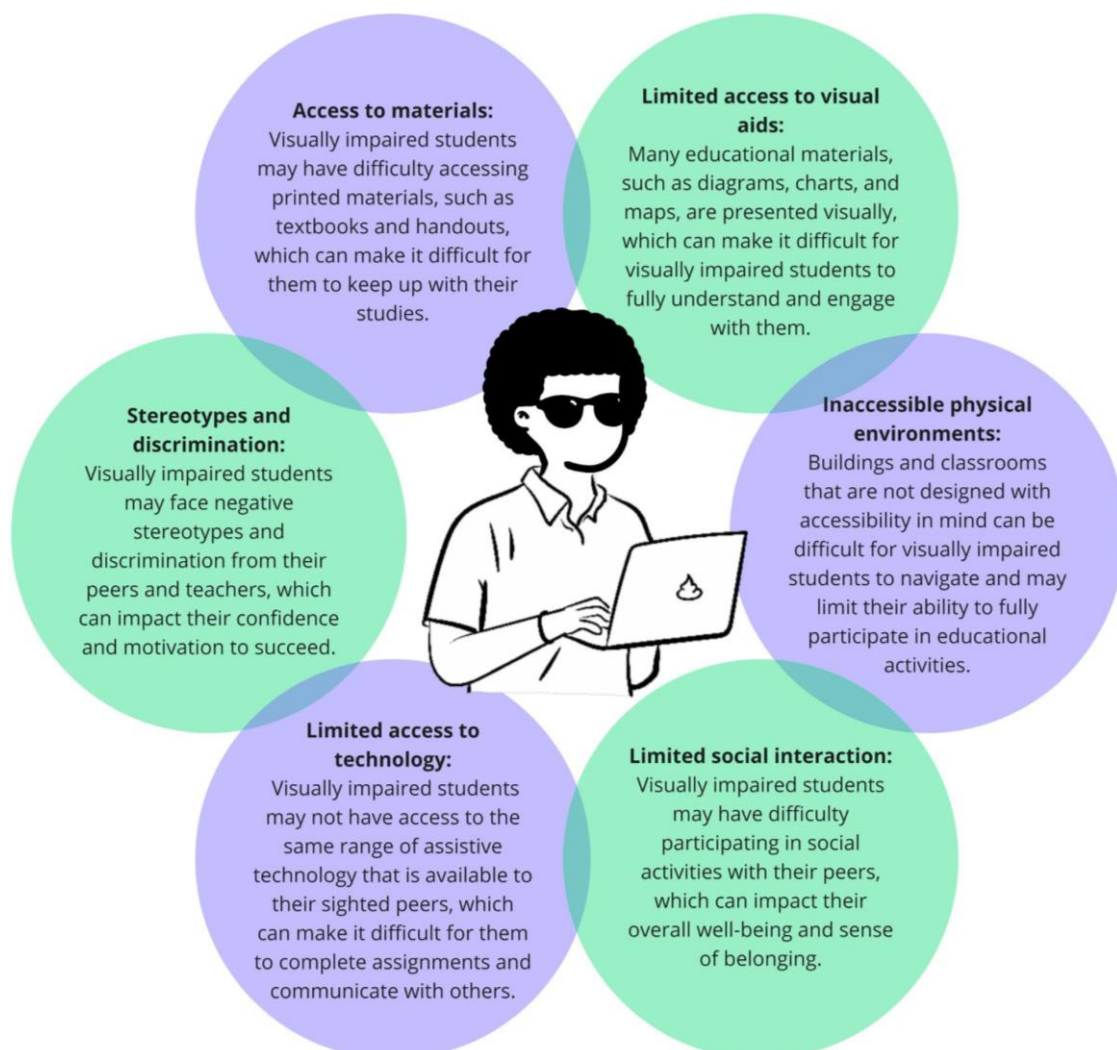 Access to materials:
Visually impaired students
may have difficulty accessing
printed materials, such as
textbooks and handouts,
which can make it difficult for
them to keep up with their
studies.
Limited access to visual
aids:
Many educational materials,
such as diagrams, charts, and
maps, are presented visually,
which can make it difficult for
visually impaired students to
fully understand and engage
with them.
Stereotypes and
discrimination:
Visually impaired students
may face negative
stereotypes and
discrimination from their
peers and teachers, which
can impact their confidence
and motivation to succeed.
Inaccessible physical
environments:
Buildings and classrooms
that are not designed with
accessibility in mind can be
difficult for visually impaired
students to navigate and may
limit their ability to fully
participate in educational
activities.
Limited access to
technology:
Visually impaired students
may not have access to the
same range of assistive
technology that is available to
their sighted peers, which
can make it difficult for them
to complete assignments and
communicate with others.
Limited social interaction:
Visually impaired students
may have difficulty
participating in social
activities with their peers,
which can impact their
overall well-being and sense
of belonging.